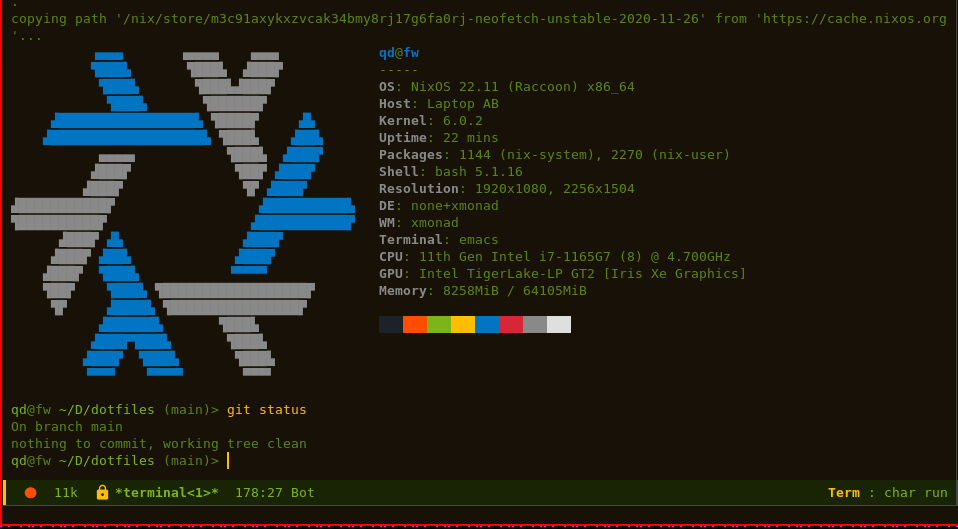 copying path '/nix/store/m3c91axykxzvcak34bmy8rj17g6fa0rj-neofetch-unstable-2020-11-26' from 'https://cache.nixos.org
'...
qd@fw
-----
OS: NixOS 22.11 (Raccoon) x86_64
Host: Laptop AB
Kernel: 6.0.2
Uptime: 22 mins
Packages: 1144 (nix-system), 2270 (nix-user)
Shell: bash 5.1.16
Resolution: 1920x1080, 2256x1504
DE: none+xmonad
WM: xmonad
Terminal: emacs
CPU: 11th Gen Intel i7-1165G7 (8) @ 4.700GHz
GPU: Intel TigerLake-LP GT2 [Iris Xe Graphics]
Memory: 8258MiB / 64105MiB
qd@fw ~/D/dotfiles (main)> git status
On branch main
nothing to commit, working tree clean
qd@fw ~/D/dotfiles (main)>
11k *terminal<1>* 178:27 Bot Term : char run